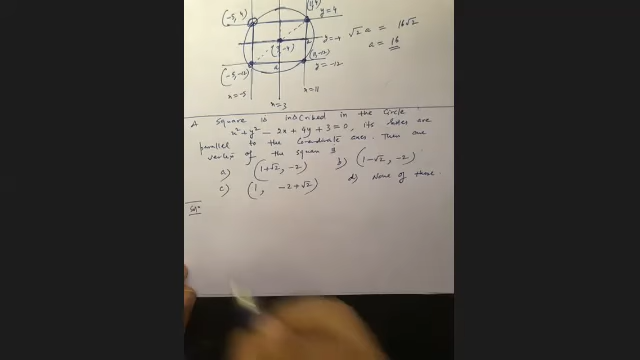 (-5, 4)
y = 4
√2 a = 16√2
y = -4
(3, -4)
a = 16
a
(11, -12)
(-5, -12)
y = -12
x = -5
x = 11
x = 3
A Square is inscribed in the Circle
x² + y² - 2x + 4y + 3 = 0, its sides are
parallel to the co-ordinate axes. Then one
vertex of the square is
a) (1+√2, -2) b) (1-√2, -2)
c) (1, -2+√2) d) None of these